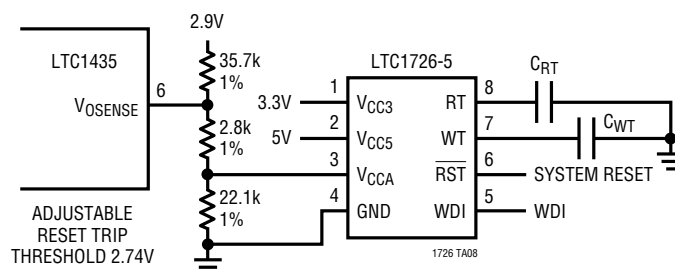 2.9V
LTC1435
6
VOSENSE
35.7k
1%
2.8k
1%
22.1k
1%
ADJUSTABLE
RESET TRIP
THRESHOLD 2.74V
LTC1726-5
3.3V
1
VCC3
5V
2
VCC5
3
VCCA
4
GND
RT
8
CRT
WT
7
CWT
RST
6
SYSTEM RESET
WDI
5
WDI
1726 TA08